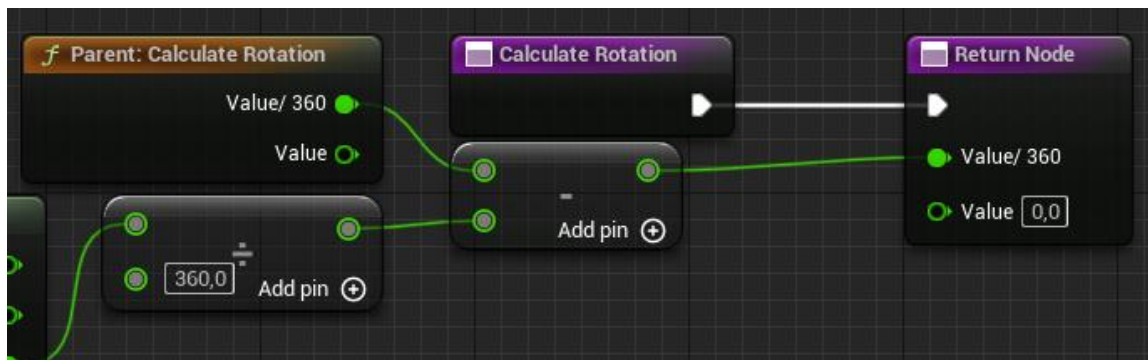 f Parent: Calculate Rotation
Value/ 360
Value
360,0
Add pin
Calculate Rotation
-
Add pin
Return Node
Value/ 360
Value 0,0